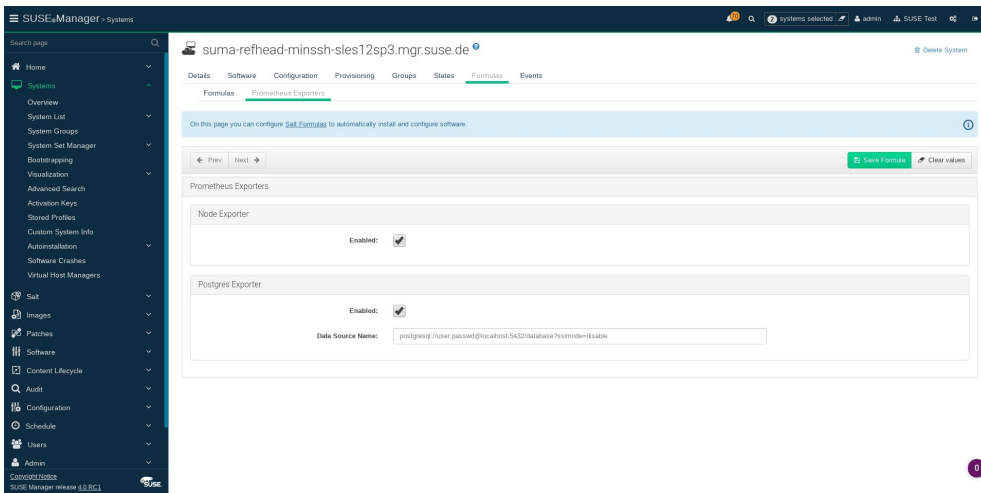 SUSE®Manager > Systems
70
2 systems selected
admin
SUSE Test
Search page
Home
Systems
Overview
System List
System Groups
System Set Manager
Bootstrapping
Visualization
Advanced Search
Activation Keys
Stored Profiles
Custom System Info
Autoinstallation
Software Crashes
Virtual Host Managers
Salt
Images
Patches
Software
Content Lifecycle
Audit
Configuration
Schedule
Users
Admin
Copyright Notice
SUSE Manager release 4.0 RC1
SUSE
suma-refhead-minssh-sles12sp3.mgr.suse.de ?
Delete System
Details Software Configuration Provisioning Groups States Formulas Events
Formulas Prometheus Exporters
On this page you can configure Salt Formulas to automatically install and configure software.
Prev Next
Save Formula Clear values
Prometheus Exporters
Node Exporter
Enabled:
Postgres Exporter
Enabled:
Data Source Name: postgresql://user:passwd@localhost:5432/database?sslmode=disable
0